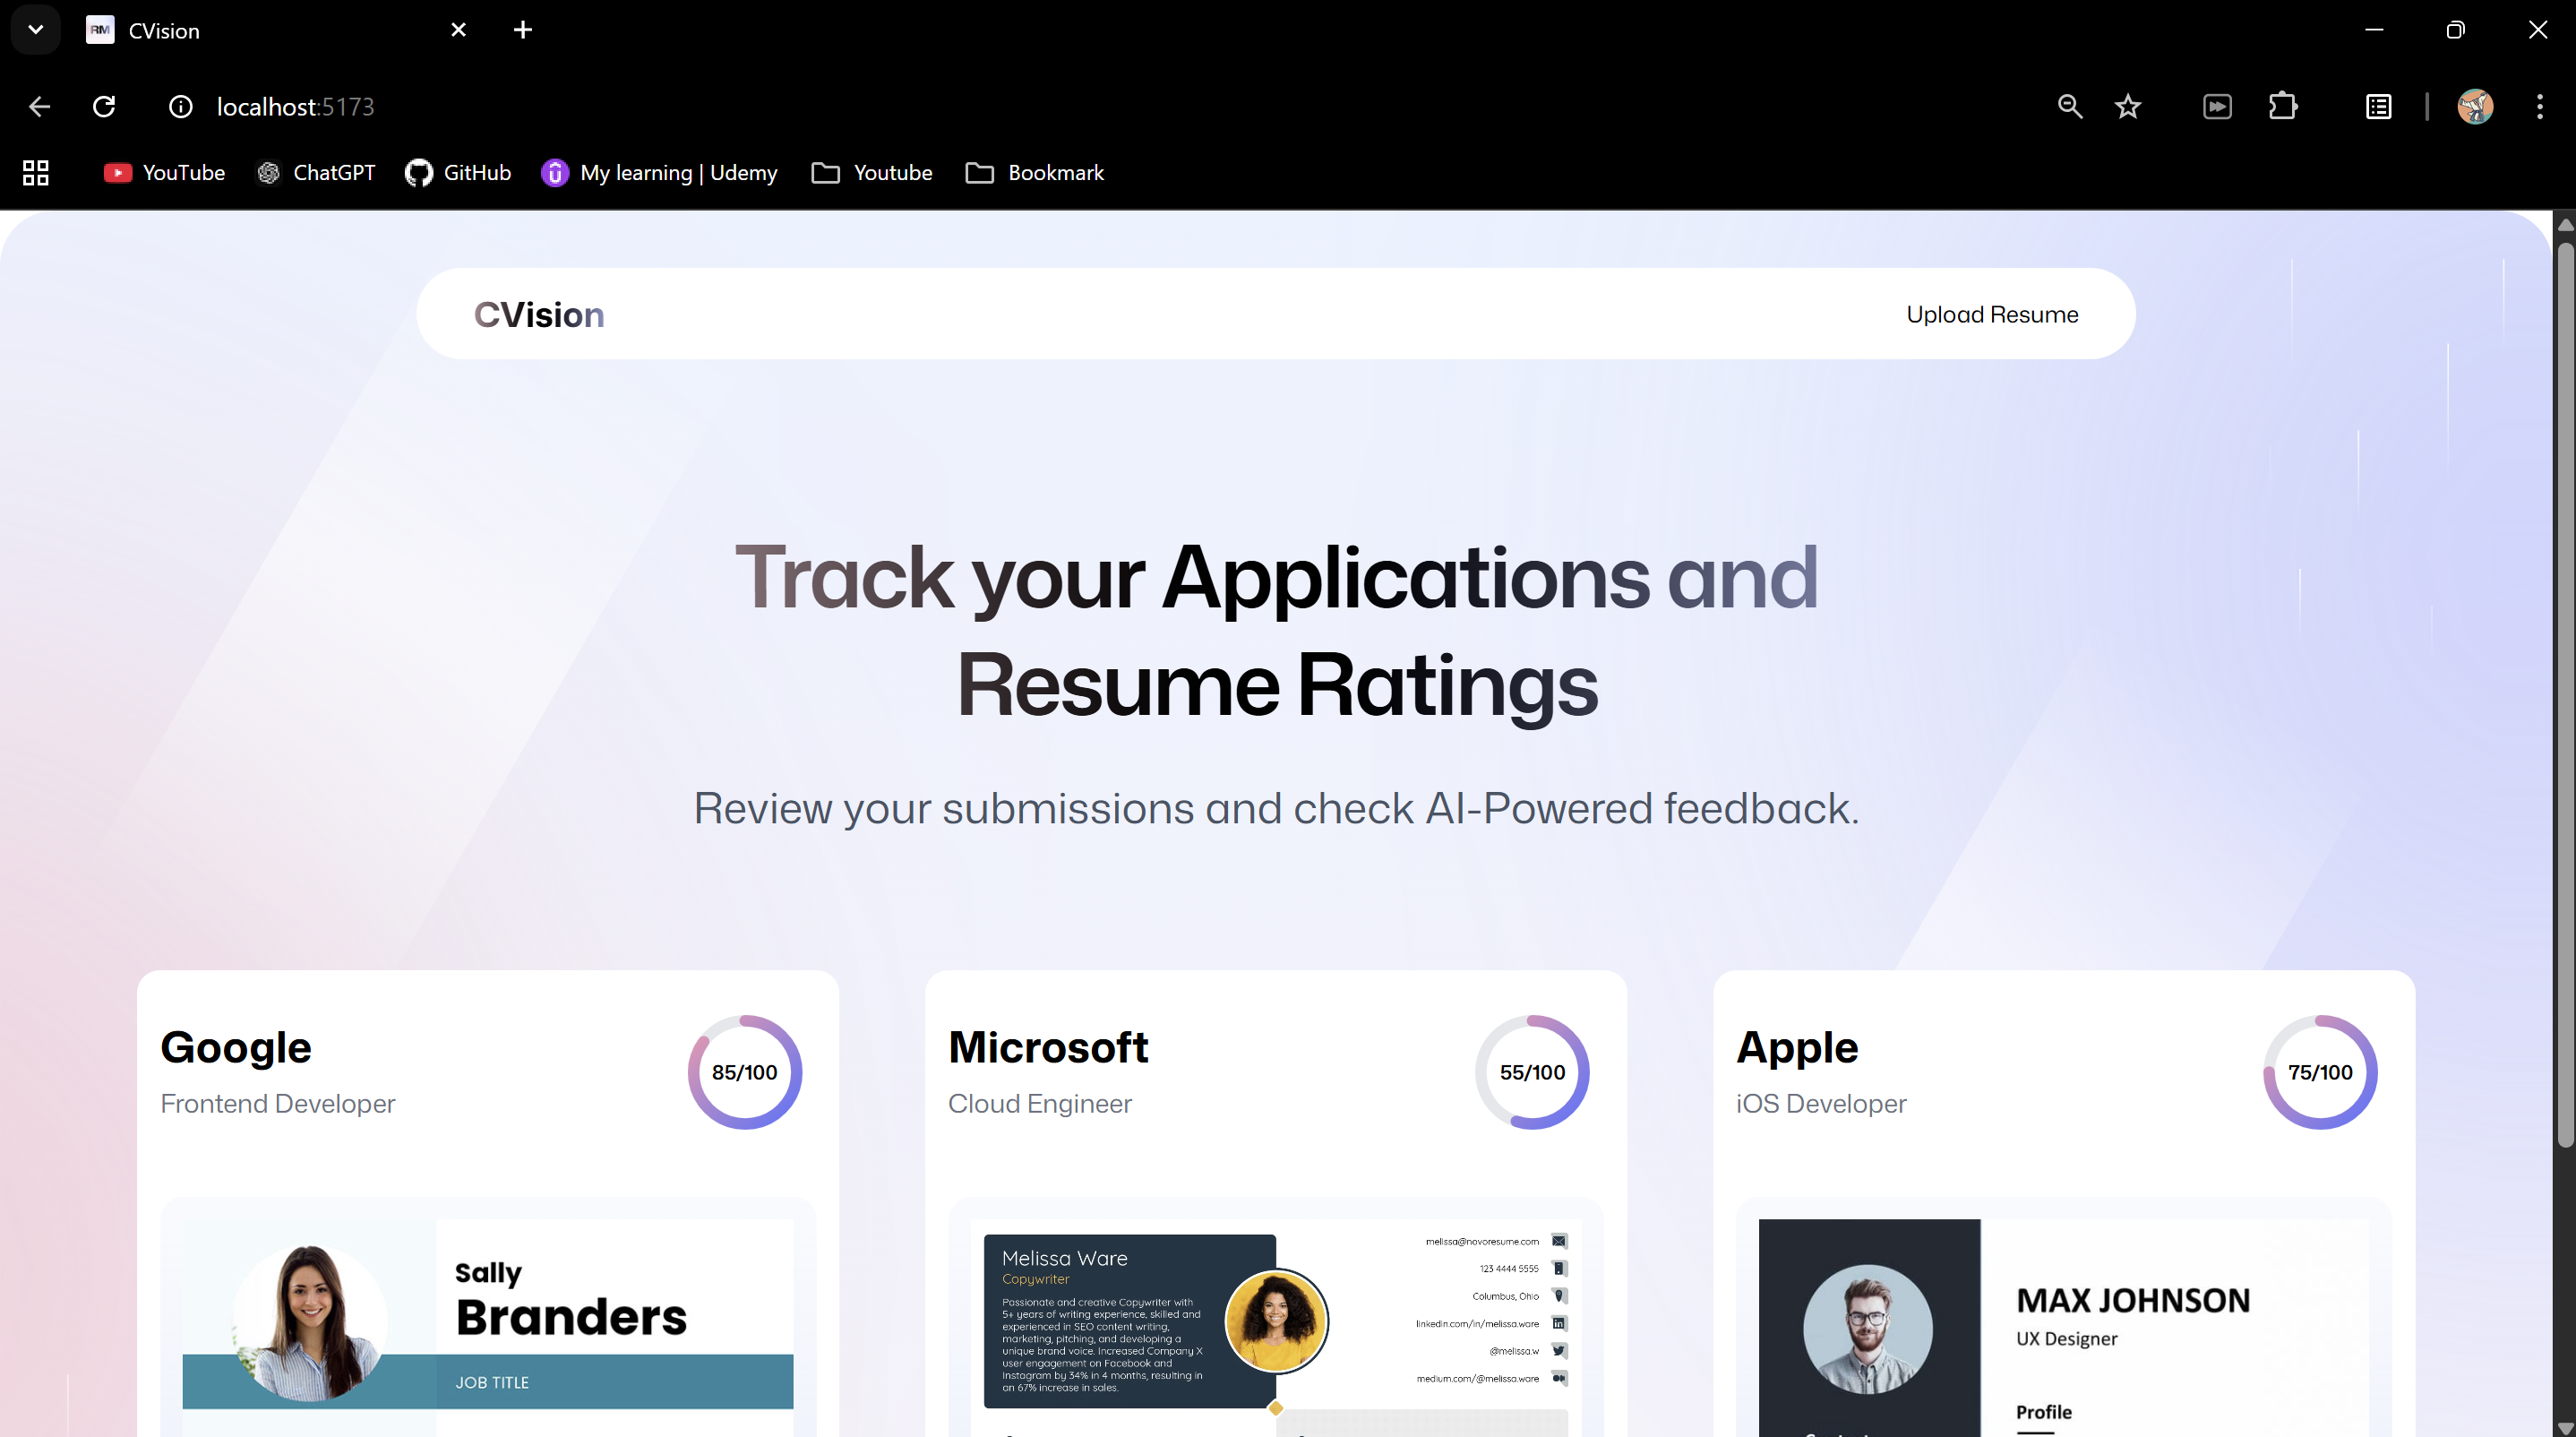 RM CVision
localhost:5173
YouTube ChatGPT GitHub My learning | Udemy Youtube Bookmark
CVision Upload Resume
Track your Applications and
Resume Ratings
Review your submissions and check AI-Powered feedback.
Google
Frontend Developer
85/100
Sally
Branders
JOB TITLE
Microsoft
Cloud Engineer
55/100
Melissa Ware
Copywriter
Passionate and creative Copywriter with
5+ years of writing experience, skilled and
experienced in SEO content writing,
marketing, pitching, and developing a
unique brand voice. Increased Company X
user engagement on Facebook and
Instagram by 34% in 4 months, resulting in
an 67% increase in sales.
melissa@novoresume.com
123 4444 5555
Columbus, Ohio
linkedin.com/in/melissa.ware
@melissa.w
medium.com/@melissa.ware
Apple
iOS Developer
75/100
MAX JOHNSON
UX Designer
Profile